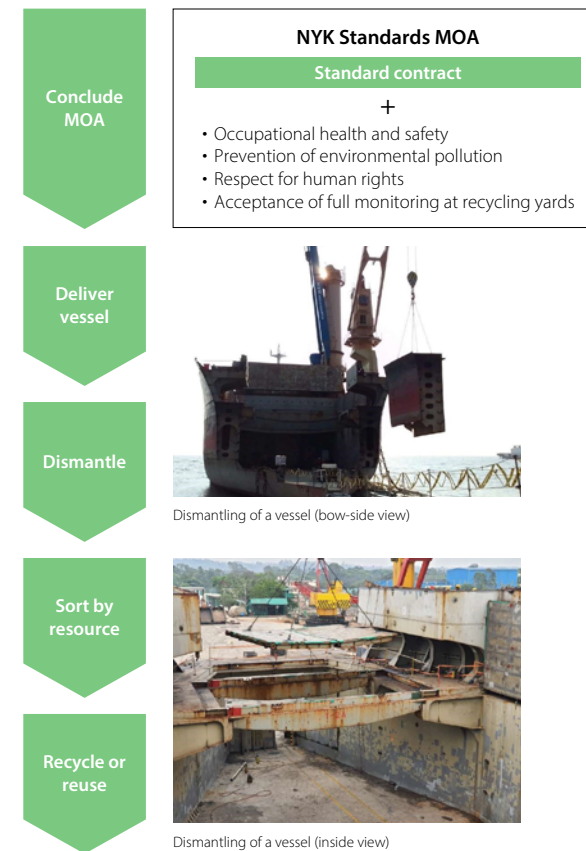 Conclude
MOA
NYK Standards MOA
Standard contract
+
• Occupational health and safety
• Prevention of environmental pollution
• Respect for human rights
• Acceptance of full monitoring at recycling yards
Deliver
vessel
Dismantle
Dismantling of a vessel (bow-side view)
Sort by
resource
Recycle or
reuse
Dismantling of a vessel (inside view)